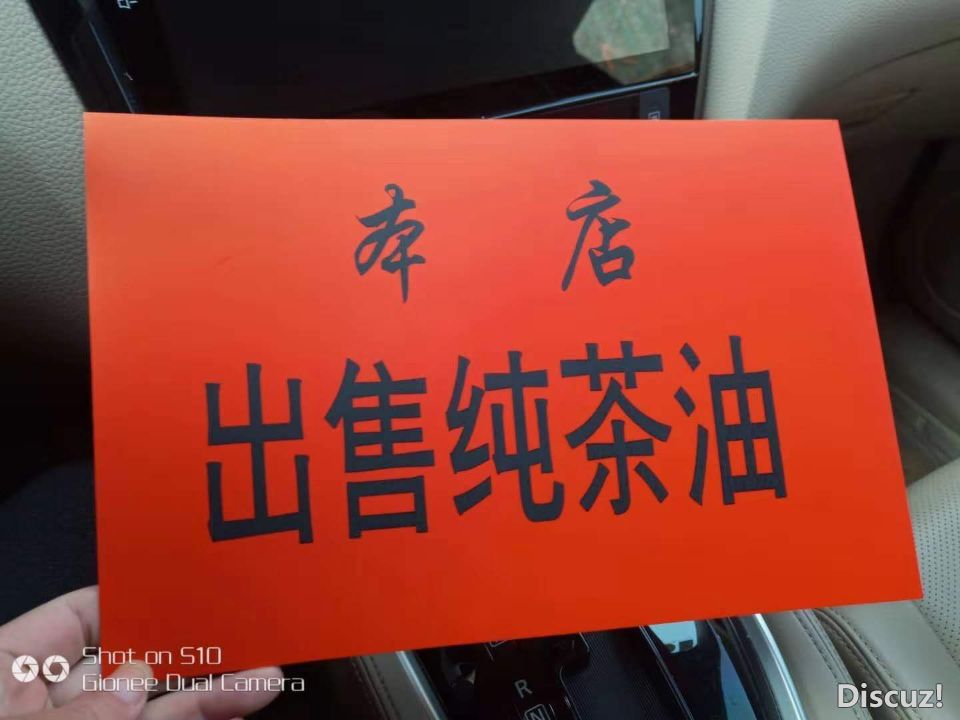 本店
出售纯茶油
R
N
Shot on S10
Gionee Dual Camera
Discuz!